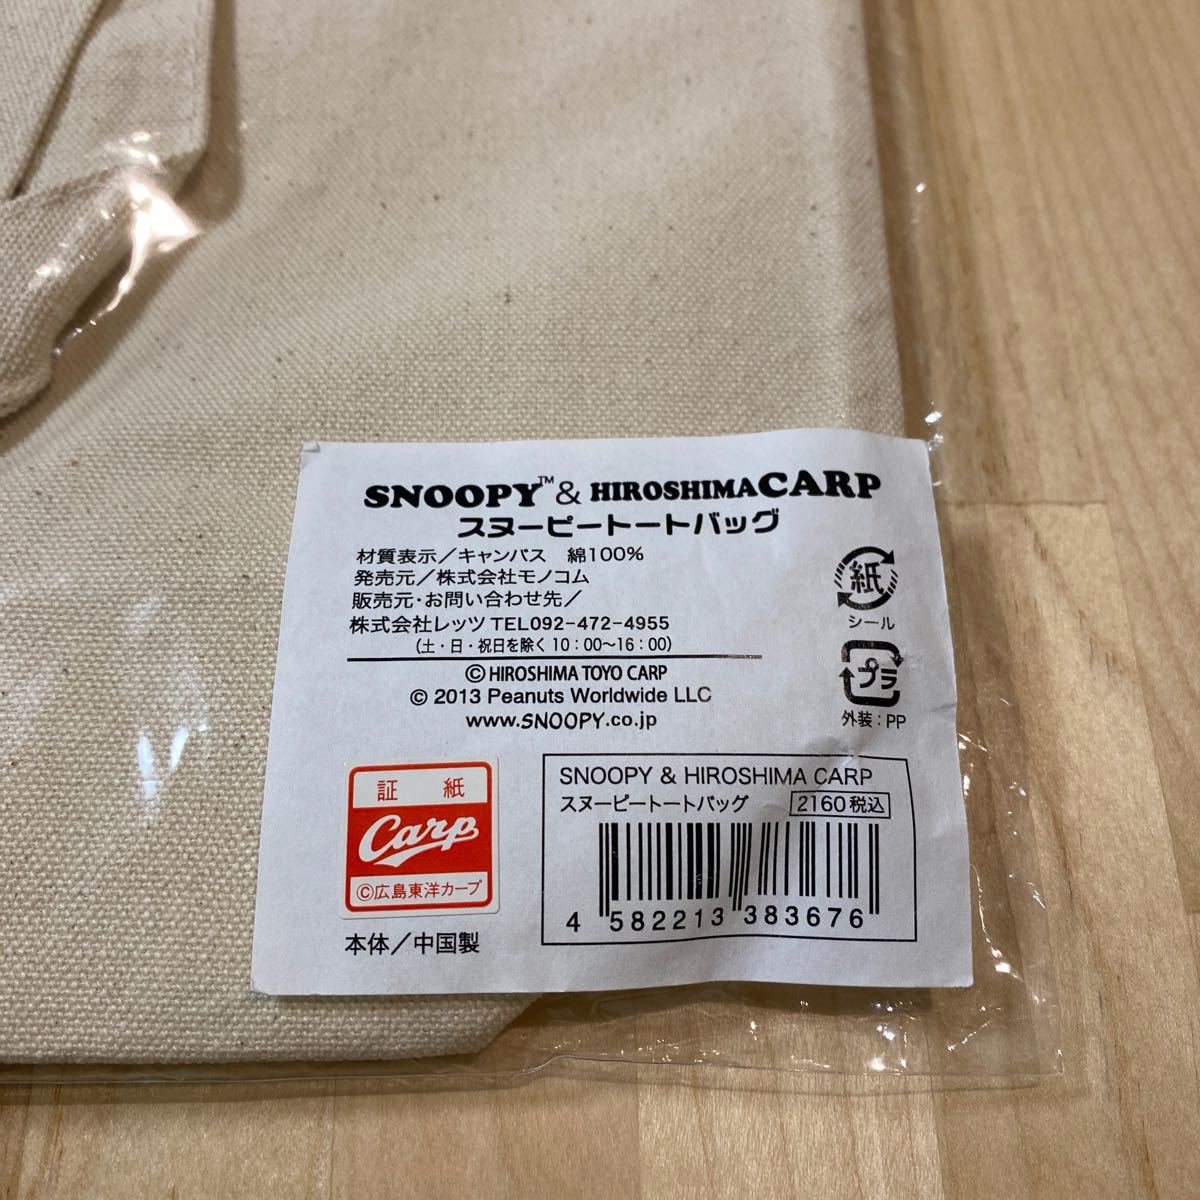 SNOOPY™ & HIROSHIMA CARP
スヌーピートートバッグ
材質表示／キャンバス 綿100%
発売元／株式会社モノコム
販売元・お問い合わせ先／
株式会社レッツ TEL092-472-4955
（土・日・祝日を除く 10：00〜16：00）
© HIROSHIMA TOYO CARP
© 2013 Peanuts Worldwide LLC
www.SNOOPY.co.jp
紙
シール
プラ
外装：PP
証 紙
Carp
©広島東洋カープ
本体／中国製
SNOOPY & HIROSHIMA CARP
スヌーピートートバッグ 2160税込
4 582213 383676